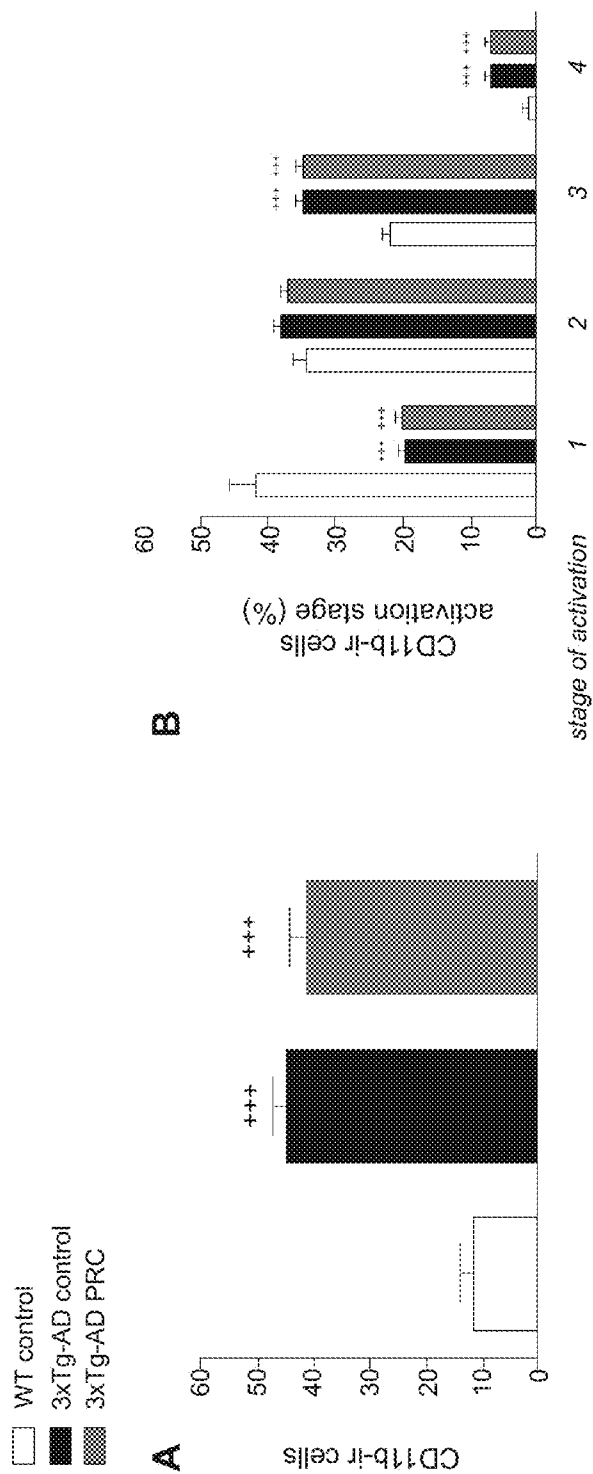 WT control
3xTg-AD control
3xTg-AD PRC
A
CD11b-ir cells
60
50
40
30
20
10
0
+++
+++
B
CD11b-ir cells
activation stage (%)
60
50
40
30
20
10
0
+++
+++
+++
+++
+++
+++
1
2
3
4
stage of activation